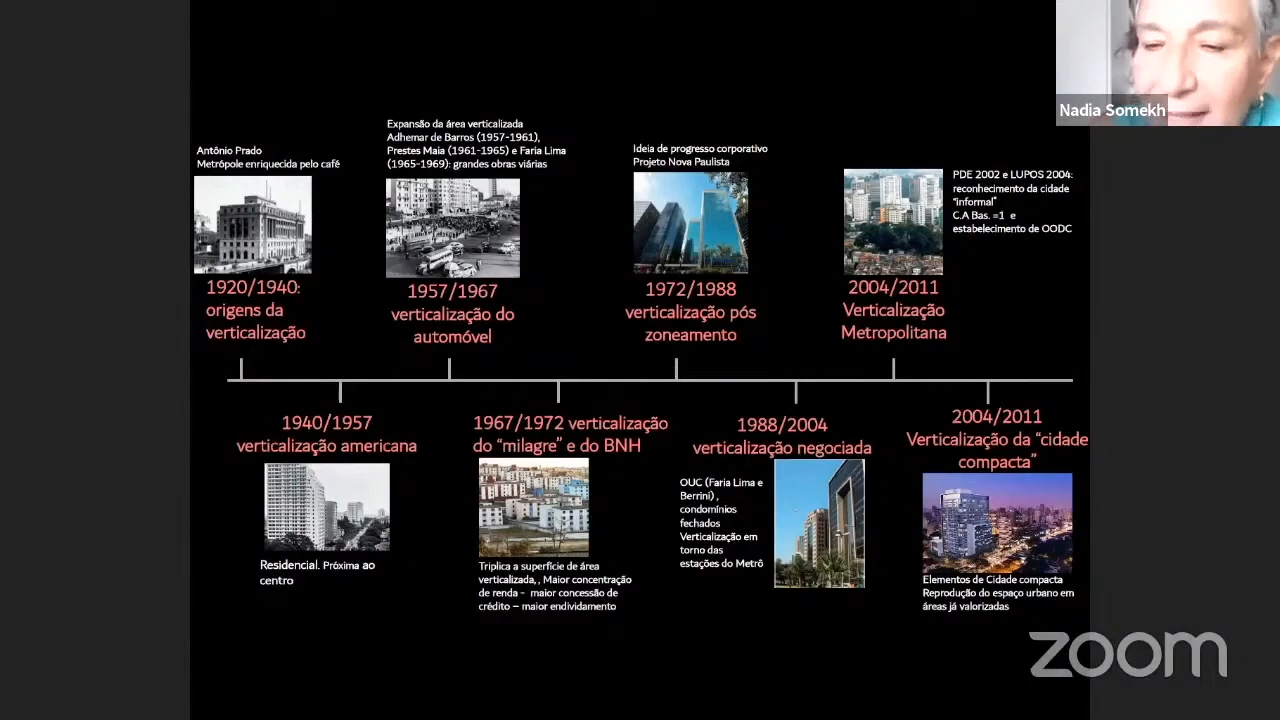 Nadia Somekh
Antônio Prado
Metrópole enriquecida pelo café
1920/1940:
origens da
verticalização
Expansão da área verticalizada
Adhemar de Barros (1957-1961),
Prestes Maia (1961-1965) e Faria Lima
(1965-1969): grandes obras viárias
1957/1967
verticalização do
automóvel
Ideia de progresso corporativo
Projeto Nova Paulista
1972/1988
verticalização pós
zoneamento
PDE 2002 e LUPOS 2004:
reconhecimento da cidade
"informal"
C.A Bas. =1 e
estabelecimento de OODC
2004/2011
Verticalização
Metropolitana
1940/1957
verticalização americana
Residencial. Próxima ao
centro
1967/1972 verticalização
do "milagre" e do BNH
Triplica a superfície de área
verticalizada, , Maior concentração
de renda - maior concessão de
crédito – maior endividamento
1988/2004
verticalização negociada
OUC (Faria Lima e
Berrini) ,
condomínios
fechados
Verticalização em
torno das
estações do Metrô
2004/2011
Verticalização da "cidade
compacta"
Elementos de Cidade compacta
Reprodução do espaço urbano em
áreas já valorizadas
zoom